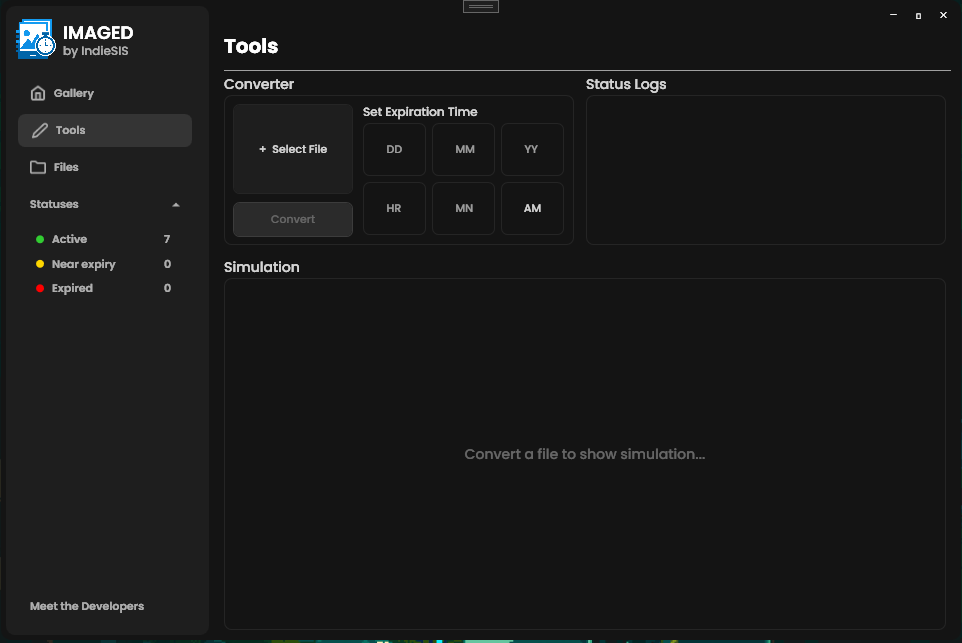 IMAGED
by IndieSIS
Gallery
Tools
Files
Statuses
Active 7
Near expiry 0
Expired 0
Meet the Developers
Tools
Converter
+ Select File
Convert
Set Expiration Time
DD MM YY
HR MN AM
Status Logs
Simulation
Convert a file to show simulation...